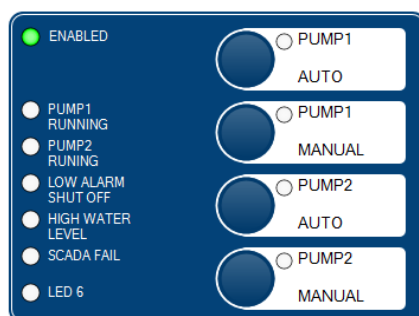 ENABLED
PUMP1
RUNNING
PUMP2
RUNING
LOW ALARM
SHUT OFF
HIGH WATER
LEVEL
SCADA FAIL
LED 6
PUMP1
AUTO
PUMP1
MANUAL
PUMP2
AUTO
PUMP2
MANUAL